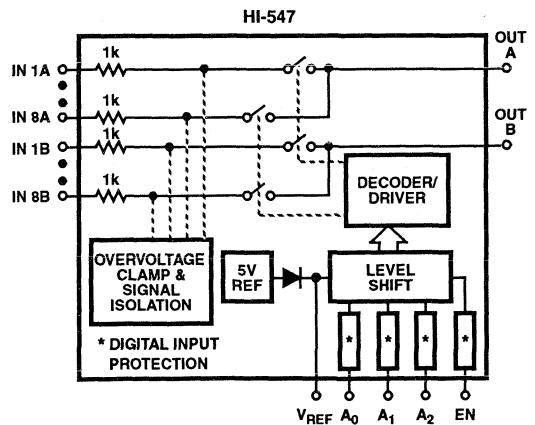 HI-547
OUT
A
1k
IN 1A
1k
IN 8A
OUT
B
1k
IN 1B
1k
IN 8B
DECODER/
DRIVER
OVERVOLTAGE
CLAMP &
SIGNAL
ISOLATION
5V
REF
LEVEL
SHIFT
* DIGITAL INPUT
PROTECTION
* * * *
VREF A0 A1 A2 EN